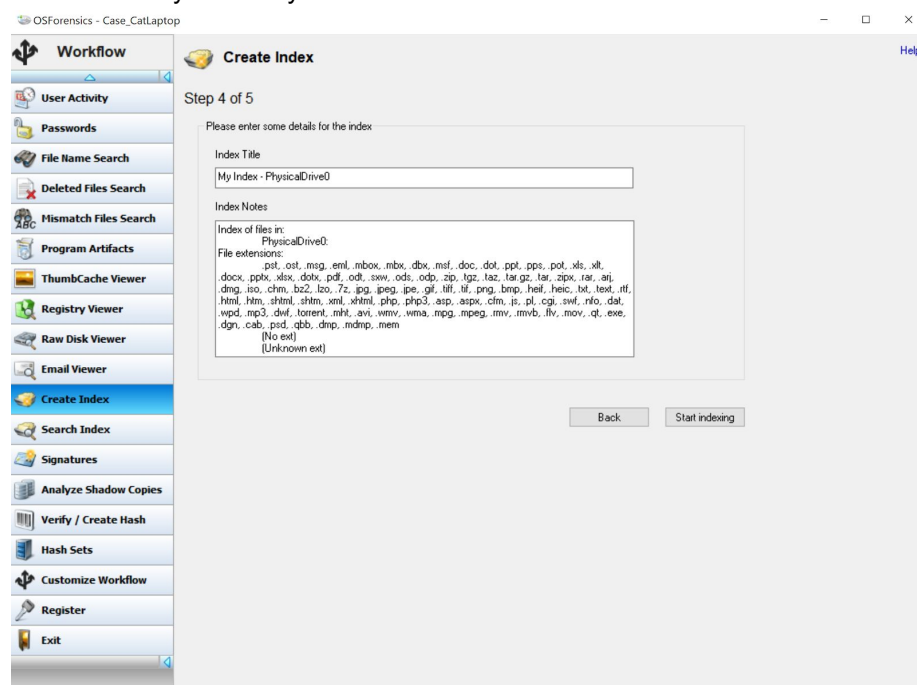 OSForensics - Case_CatLaptop
Workflow
User Activity
Passwords
File Name Search
Deleted Files Search
Mismatch Files Search
Program Artifacts
ThumbCache Viewer
Registry Viewer
Raw Disk Viewer
Email Viewer
Create Index
Search Index
Signatures
Analyze Shadow Copies
Verify / Create Hash
Hash Sets
Customize Workflow
Register
Exit
Create Index
Help
Step 4 of 5
Please enter some details for the index
Index Title
My Index - PhysicalDrive0
Index Notes
Index of files in:
PhysicalDrive0:
File extensions:
.pst, .ost, .msg, .eml, .mbox, .mbx, .dbx, .msf, .doc, .dot, .ppt, .pps, .pot, .xls, .xlt,
.docx, .pptx, .xlsx, .dotx, .pdf, .odt, .sxw, .ods, .odp, .zip, .tgz, .taz, .tar.gz, .tar, .zipx, .rar, .arj,
.dmg, .iso, .chm, .bz2, .lzo, .7z, .jpg, .jpeg, .jpe, .gif, .tiff, .tif, .png, .bmp, .heif, .heic, .txt, .text, .rtf,
.html, .htm, .shtml, .shtm, .xml, .xhtml, .php, .php3, .asp, .aspx, .cfm, .js, .pl, .cgi, .swf, .nfo, .dat,
.wpd, .mp3, .dwf, .torrent, .mht, .avi, .wmv, .wma, .mpg, .mpeg, .rmv, .rmvb, .flv, .mov, .qt, .exe,
.dgn, .cab, .psd, .qbb, .dmp, .mdmp, .mem
(No ext)
(Unknown ext)
Back
Start indexing